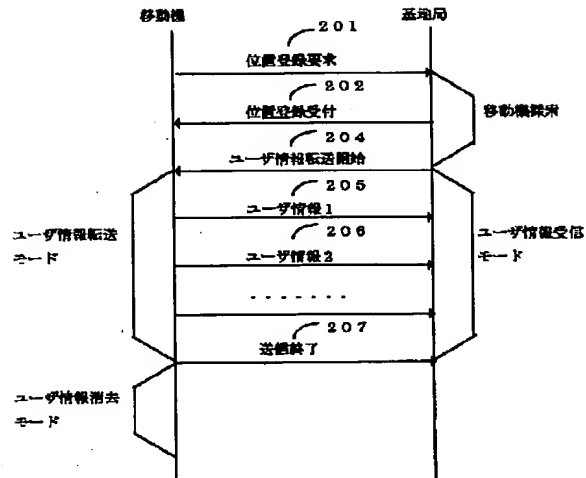 移動機
基地局
201
位置登録要求
202
位置登録受付
移動機探索
204
ユーザ情報転送開始
205
ユーザ情報1
ユーザ情報転送
モード
206
ユーザ情報受信
モード
ユーザ情報2
.......
207
送信終了
ユーザ情報消去
モード